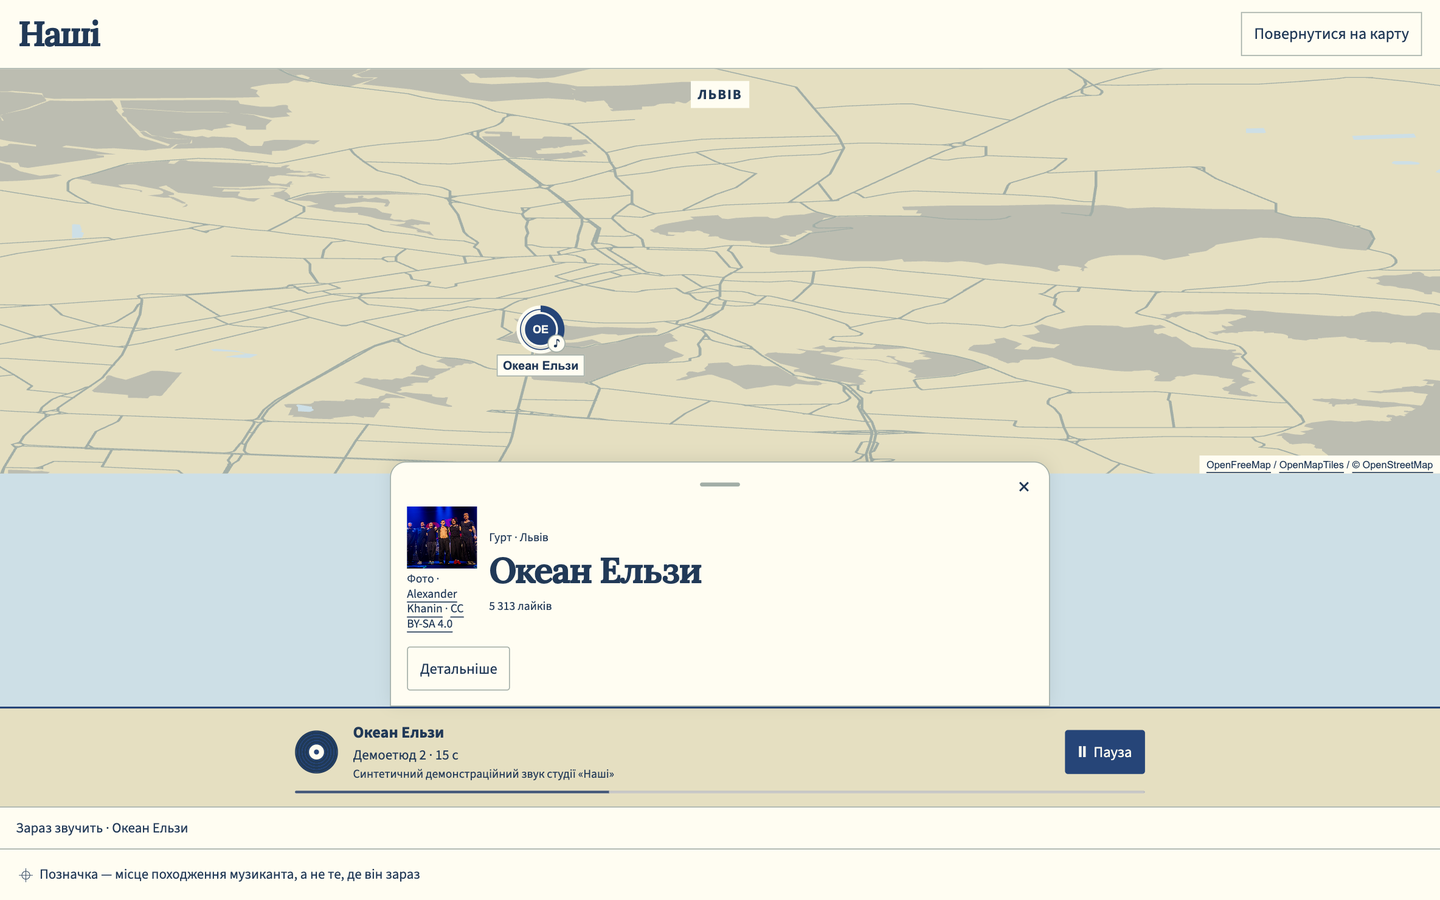 Наші
Повернутися на карту
ЛЬВІВ
ОЕ
Океан Ельзи
OpenFreeMap / OpenMapTiles / © OpenStreetMap
Гурт · Львів
Океан Ельзи
5 313 лайків
Фото ·
Alexander
Khanin · CC
BY-SA 4.0
Детальніше
Океан Ельзи
Демоетюд 2 · 15 с
Синтетичний демонстраційний звук студії «Наші»
Пауза
Зараз звучить · Океан Ельзи
Позначка — місце походження музиканта, а не те, де він зараз